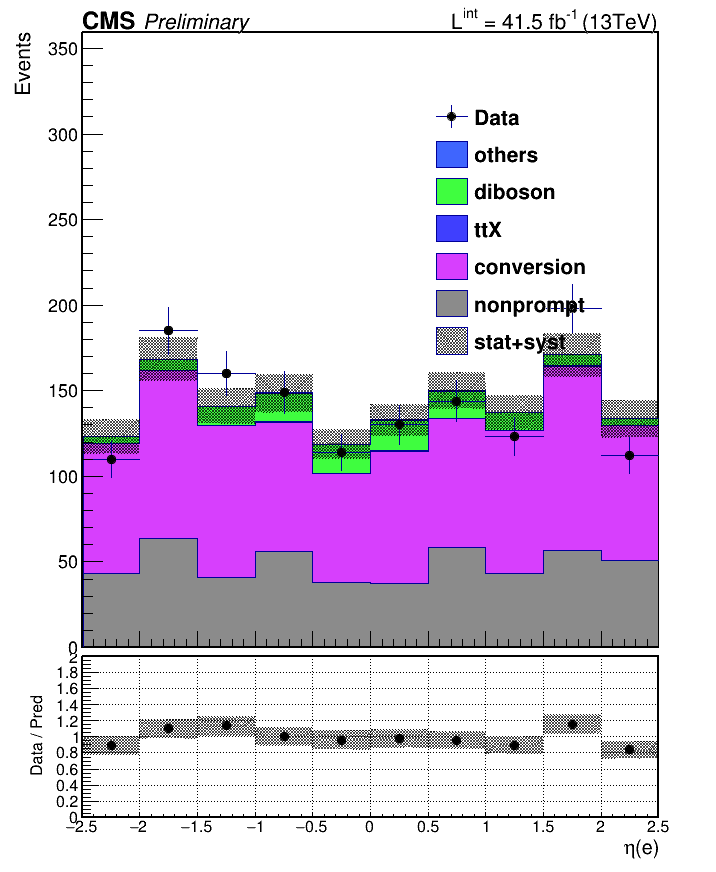 CMS Preliminary L^int = 41.5 fb^-1 (13TeV)
Events
350
300
250
200
150
100
50
0
Data
others
diboson
ttX
conversion
nonprompt
stat+syst
Data / Pred
2
1.8
1.6
1.4
1.2
1
0.8
0.6
0.4
0.2
0
−2.5 −2 −1.5 −1 −0.5 0 0.5 1 1.5 2 2.5
η(e)